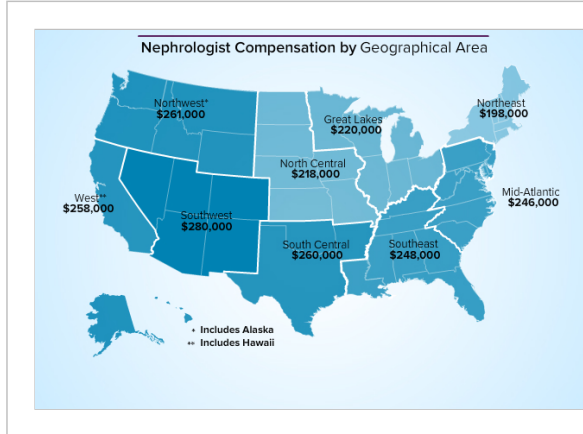 Nephrologist Compensation by Geographical Area
Northwest*
$261,000
Great Lakes
$220,000
Northeast
$198,000
North Central
$218,000
West**
$258,000
Mid-Atlantic
$246,000
Southwest
$280,000
South Central
$260,000
Southeast
$248,000
* Includes Alaska
** Includes Hawaii